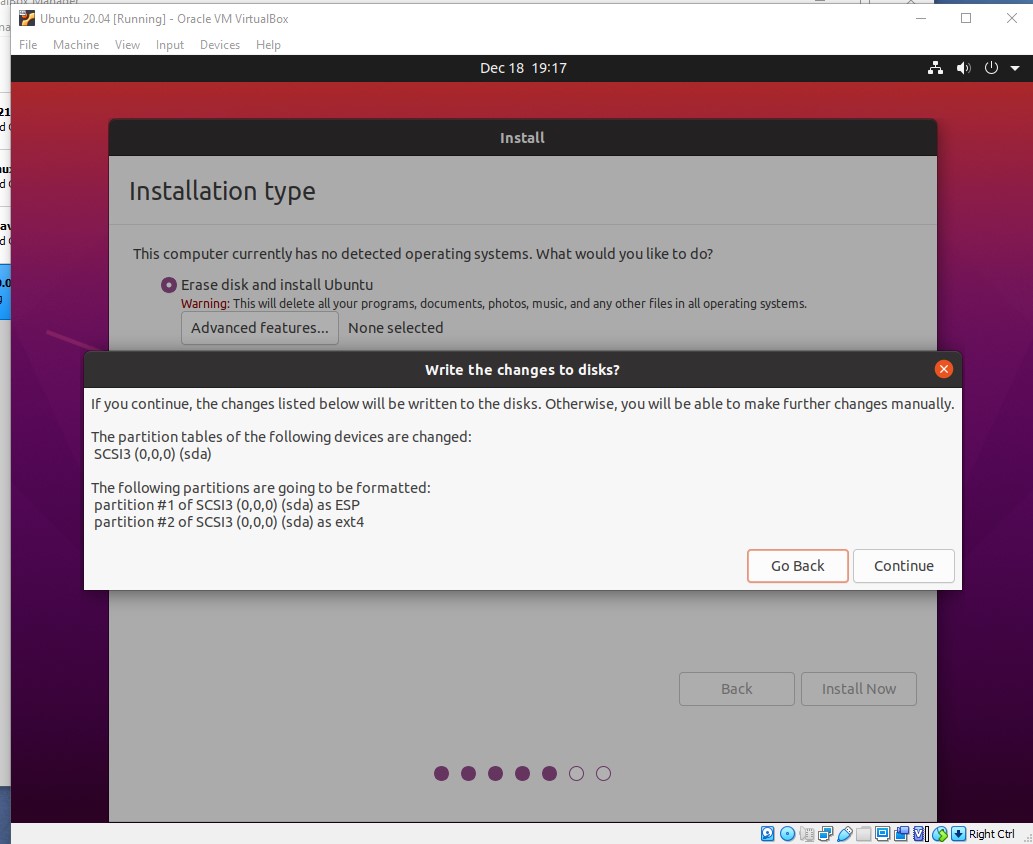 Ubuntu 20.04 [Running] - Oracle VM VirtualBox
File Machine View Input Devices Help
Dec 18 19:17
Install
Installation type
This computer currently has no detected operating systems. What would you like to do?
Erase disk and install Ubuntu
Warning: This will delete all your programs, documents, photos, music, and any other files in all operating systems.
Advanced features... None selected
Write the changes to disks?
If you continue, the changes listed below will be written to the disks. Otherwise, you will be able to make further changes manually.
The partition tables of the following devices are changed:
SCSI3 (0,0,0) (sda)
The following partitions are going to be formatted:
partition #1 of SCSI3 (0,0,0) (sda) as ESP
partition #2 of SCSI3 (0,0,0) (sda) as ext4
Go Back Continue
Back Install Now
Right Ctrl